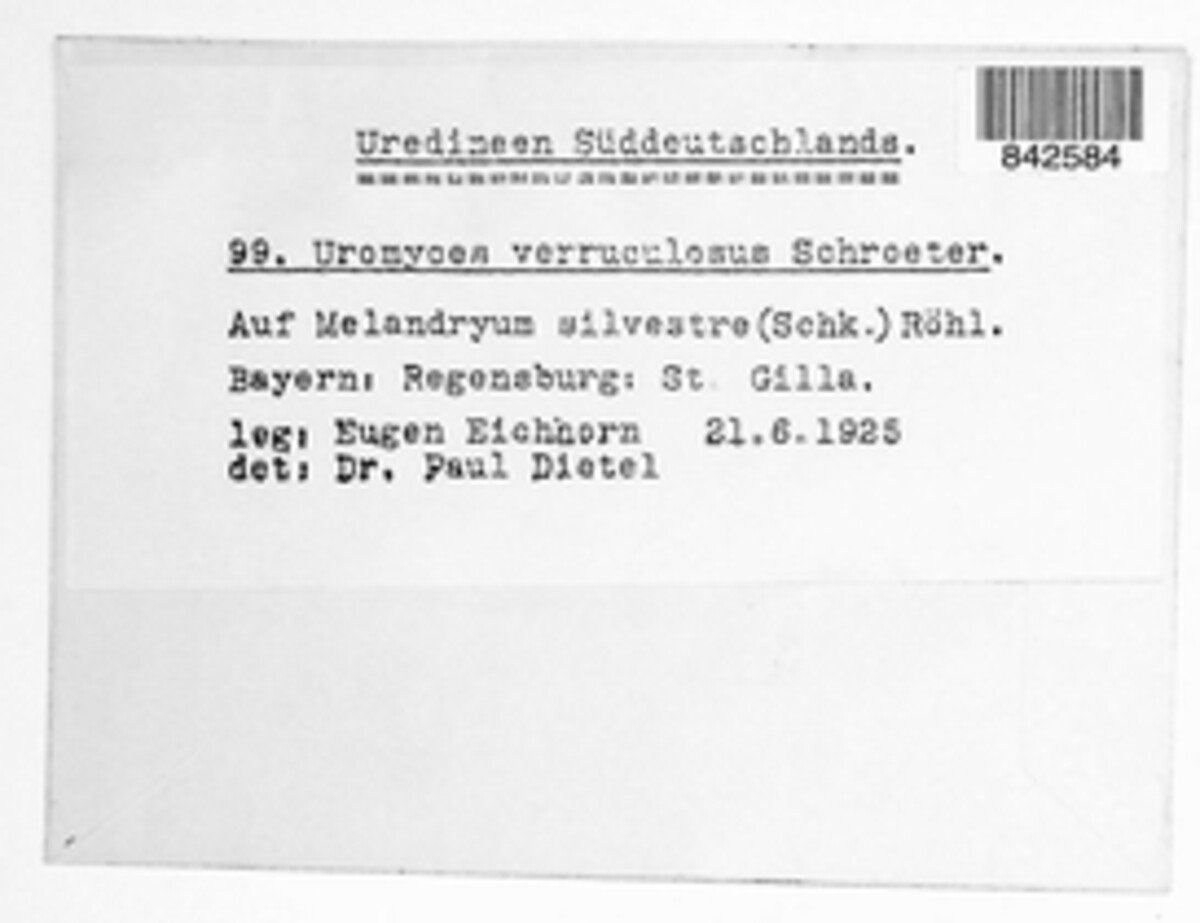 Uredineen Süddeutschlands.
842584
99. Uromyces verruculosus Schroeter.
Auf Melandryum silvestre(Schk.)Röhl.
Bayern: Regensburg: St. Gilla.
leg: Eugen Eichhorn 21.6.1925
det: Dr. Paul Dietel